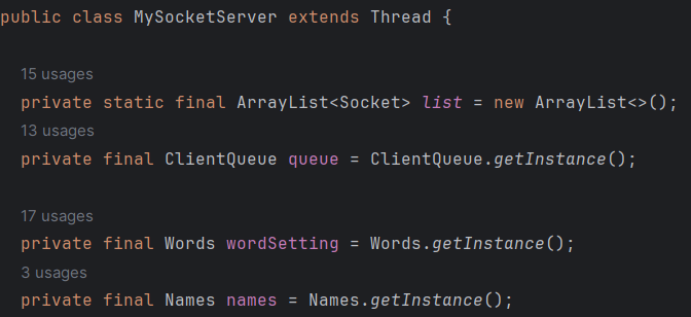 public class MySocketServer extends Thread {
15 usages
private static final ArrayList<Socket> list = new ArrayList<>();
13 usages
private final ClientQueue queue = ClientQueue.getInstance();
17 usages
private final Words wordSetting = Words.getInstance();
3 usages
private final Names names = Names.getInstance();